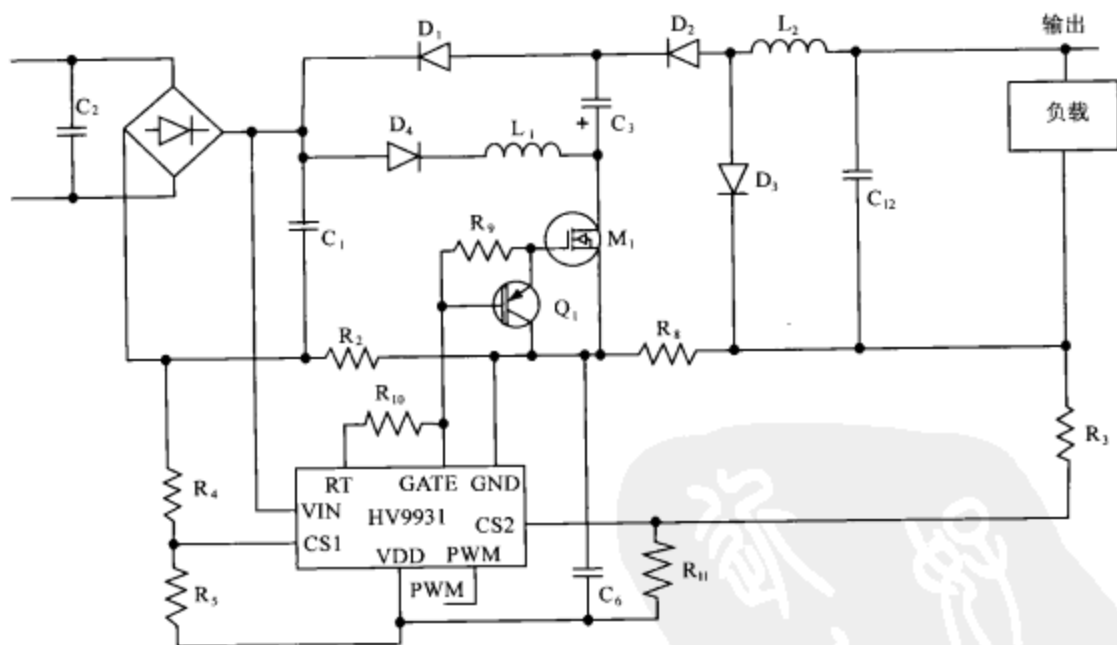 D₁
D₂
L₂
输出
C₂
D₄
L₁
C₃
+
负载
D₃
C₁₂
C₁
R₉
M₁
Q₁
R₂
R₈
R₁₀
R₃
R₄
RT
GATE
GND
VIN
HV9931
CS1
CS2
VDD
PWM
R₅
PWM
C₆
R₁₁